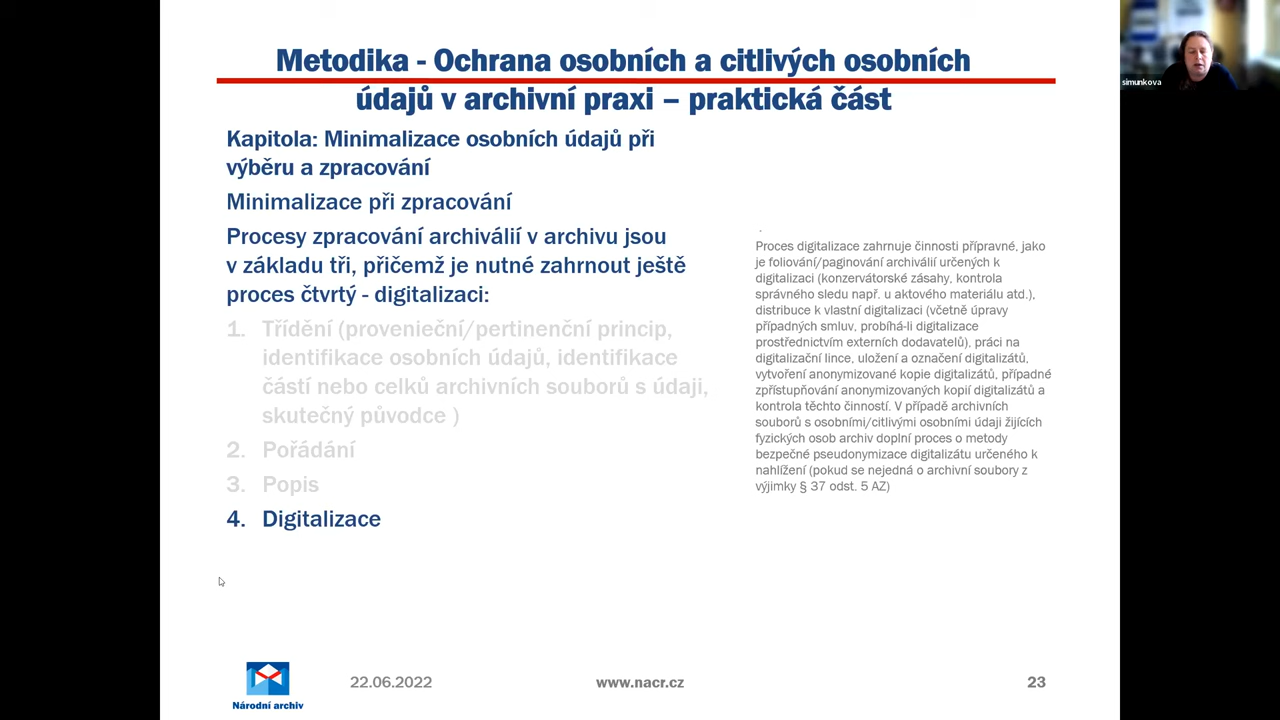 Metodika - Ochrana osobních a citlivých osobních
údajů v archivní praxi – praktická část
Kapitola: Minimalizace osobních údajů při
výběru a zpracování
Minimalizace při zpracování
Procesy zpracování archiválií v archivu jsou
v základu tři, přičemž je nutné zahrnout ještě
proces čtvrtý - digitalizaci:
1. Třídění (provenieční/pertinenční princip,
identifikace osobních údajů, identifikace
částí nebo celků archivních souborů s údaji,
skutečný původce )
2. Pořádání
3. Popis
4. Digitalizace
.
Proces digitalizace zahrnuje činnosti přípravné, jako
je foliování/paginování archiválií určených k
digitalizaci (konzervátorské zásahy, kontrola
správného sledu např. u aktového materiálu atd.),
distribuce k vlastní digitalizaci (včetně úpravy
případných smluv, probíhá-li digitalizace
prostřednictvím externích dodavatelů), práci na
digitalizační lince, uložení a označení digitalizátů,
vytvoření anonymizované kopie digitalizátů, případné
zpřístupňování anonymizovaných kopií digitalizátů a
kontrola těchto činností. V případě archivních
souborů s osobními/citlivými osobními údaji žijících
fyzických osob archiv doplní proces o metody
bezpečné pseudonymizace digitalizátu určeného k
nahlížení (pokud se nejedná o archivní soubory z
výjimky § 37 odst. 5 AZ)
simunkova
Národní archiv
22.06.2022
www.nacr.cz
23